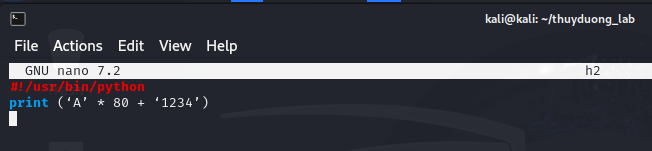 kali@kali: ~/thuyduong_lab
File Actions Edit View Help
GNU nano 7.2 h2
#!/usr/bin/python
print (‘A’ * 80 + ‘1234’)